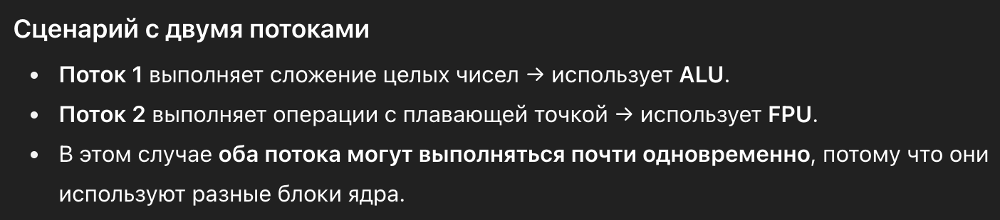 Сценарий с двумя потоками
• Поток 1 выполняет сложение целых чисел → использует ALU.
• Поток 2 выполняет операции с плавающей точкой → использует FPU.
• В этом случае оба потока могут выполняться почти одновременно, потому что они
используют разные блоки ядра.